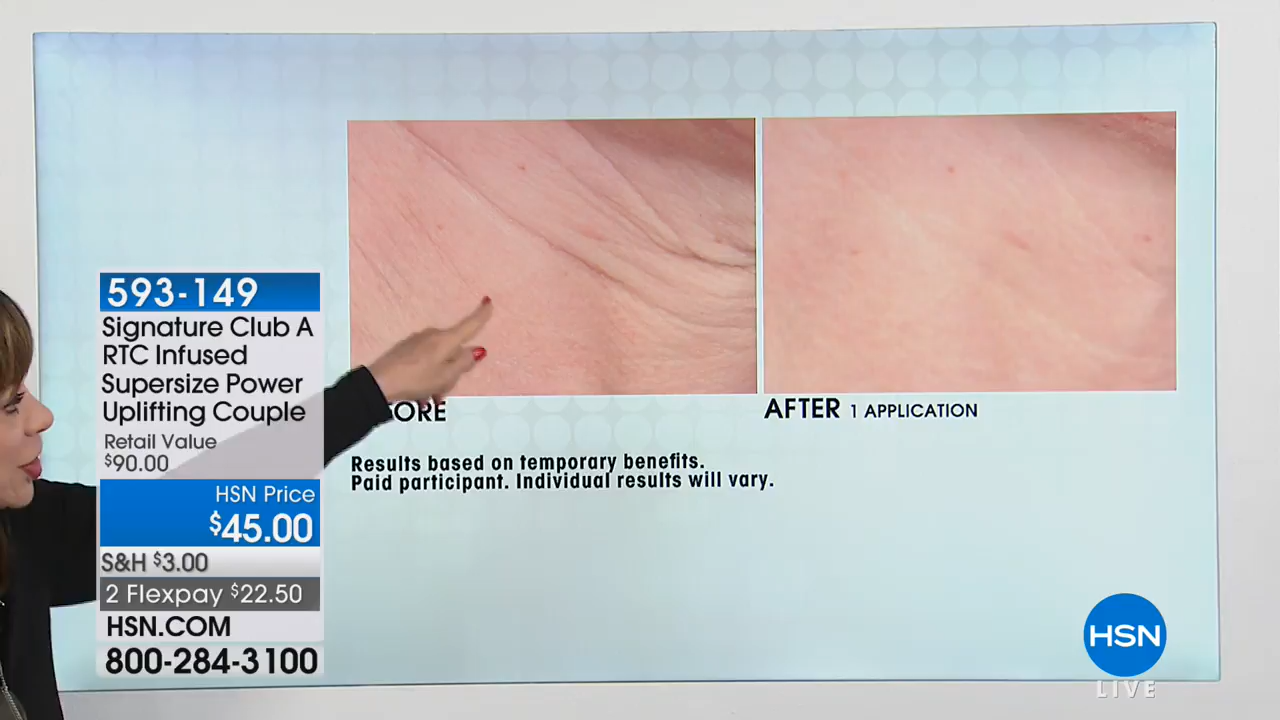 593-149
Signature Club A
RTC Infused
Supersize Power
Uplifting Couple
Retail Value
$90.00
HSN Price
$45.00
S&H $3.00
2 Flexpay $22.50
HSN.COM
800-284-3100
AFTER 1 APPLICATION
Results based on temporary benefits.
Paid participant. Individual results will vary.
HSN
LIVE